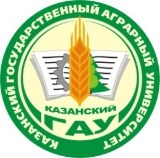 КАЗАНСКИЙ ГОСУДАРСТВЕННЫЙ АГРАРНЫЙ УНИВЕРСИТЕТ
КАЗАНСКИЙ
ГАУ